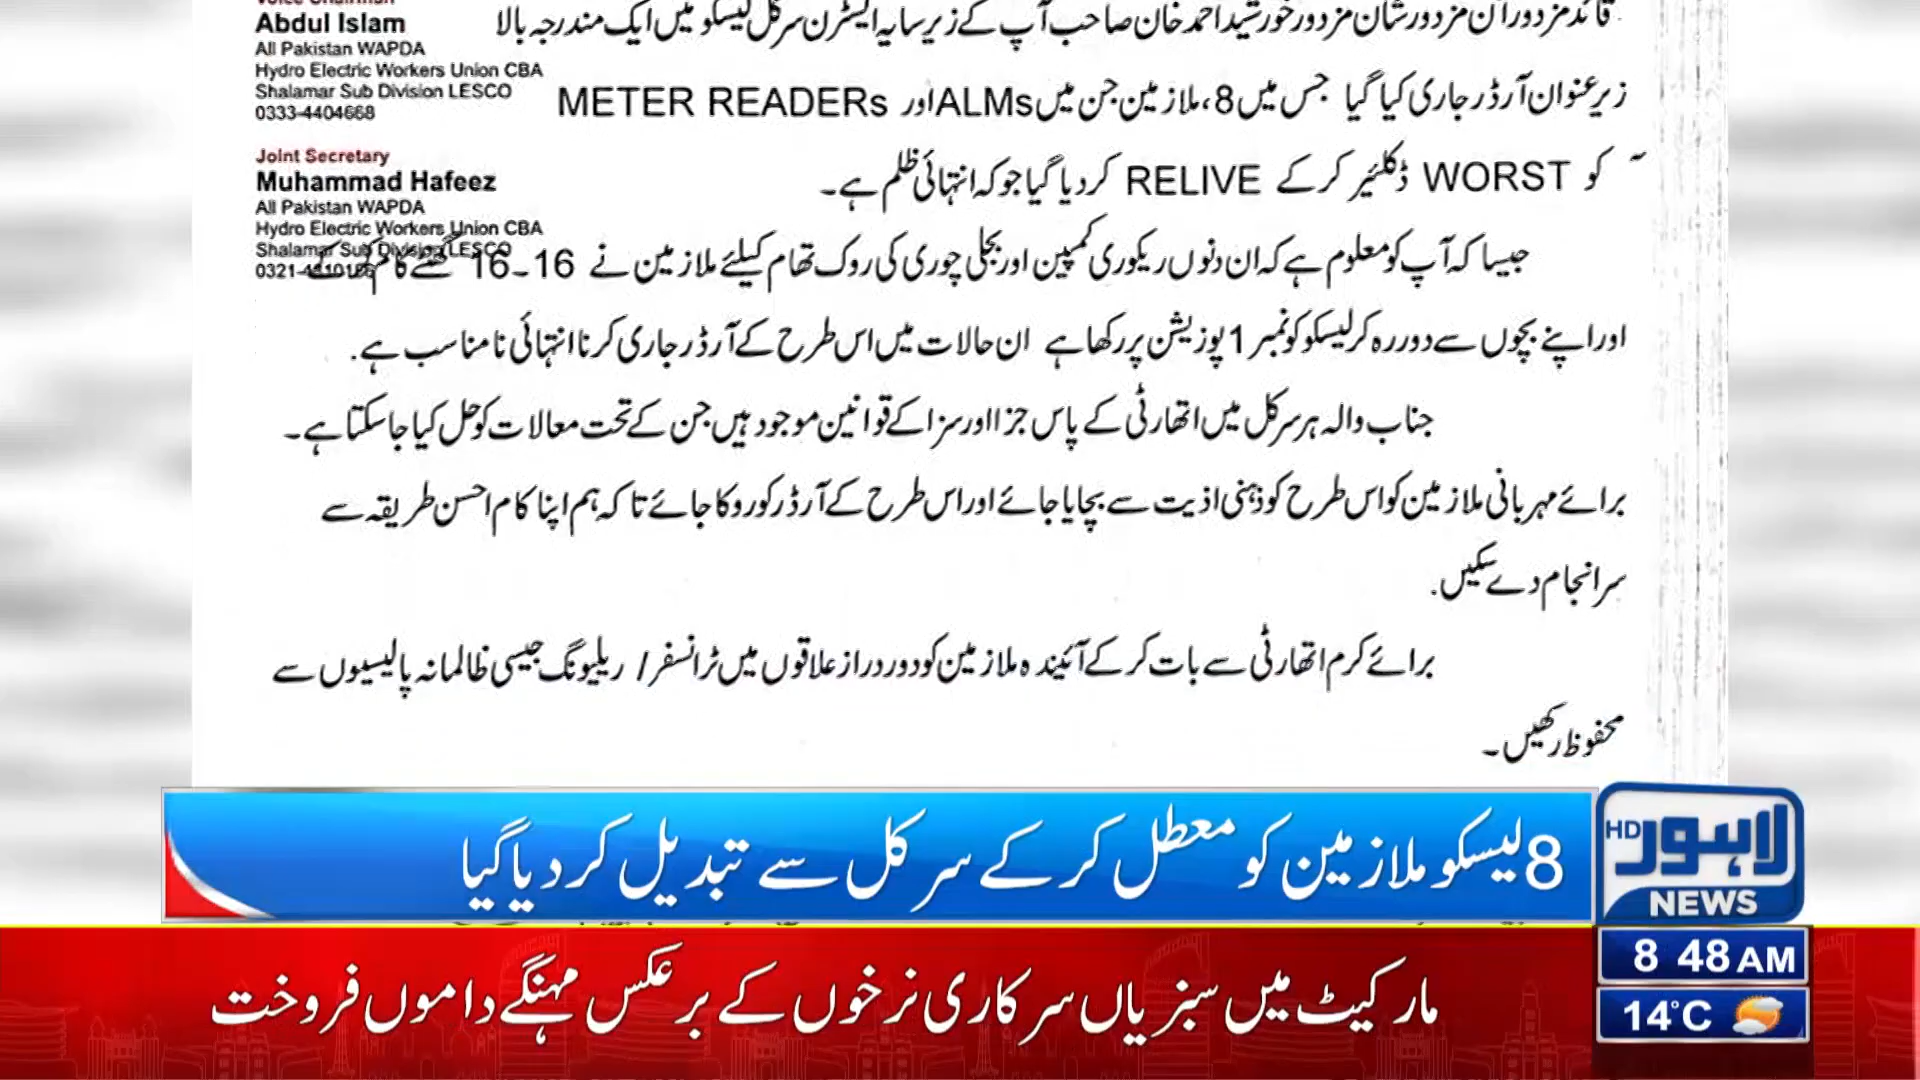 Abdul Islam
All Pakistan WAPDA
Hydro Electric Workers Union CBA
Shalamar Sub Division LESCO
0333-4404668
Joint Secretary
Muhammad Hafeez
All Pakistan WAPDA
Hydro Electric Workers Union CBA
Shalamar Sub Division LESCO
قائد مزدوراں مزدور شان مزدور خورشید احمد خان صاحب آپ کے زیر سایہ ایسٹرن سرکل لیسکو میں ایک مندرجہ بالا
زیر عنوان آرڈر جاری کیا گیا جس میں 8، ملازمین جن میں ALMs اور METER READERs
کو WORST ڈکلئیر کر کے RELIVE کر دیا گیا جو کہ انتہائی ظلم ہے۔
جیسا کہ آپ کو معلوم ہے کہ ان دنوں ریکوری کمپین اور بجلی چوری کی روک تھام کیلئے ملازمین نے 16۔16 گھنٹے کام کر کے
اور اپنے بچوں سے دور رہ کر لیسکو کو نمبر 1 پوزیشن پر رکھا ہے ان حالات میں اس طرح کے آرڈر جاری کرنا انتہائی نامناسب ہے.
جناب والہ ہر سرکل میں اتھارٹی کے پاس جزا اور سزا کے قوانین موجود ہیں جن کے تحت معالات کو حل کیا جا سکتا ہے۔
برائے مہربانی ملازمین کو اس طرح کو ذہنی اذیت سے بچایا جائے اور اس طرح کے آرڈر کو روکا جائے تا کہ ہم اپنا کام احسن طریقہ سے
سرانجام دے سکیں.
برائے کرم اتھارٹی سے بات کر کے آئیندہ ملازمین کو دور دراز علاقوں میں ٹرانسفر / ریلیونگ جیسی ظالمانہ پالیسیوں سے
محفوظ رکھیں۔
8 لیسکو ملازمین کو معطل کر کے سرکل سے تبدیل کر دیا گیا
لاہور HD
NEWS
8 48 AM
14°C
مارکیٹ میں سبزیاں سرکاری نرخوں کے برعکس مہنگے داموں فروخت